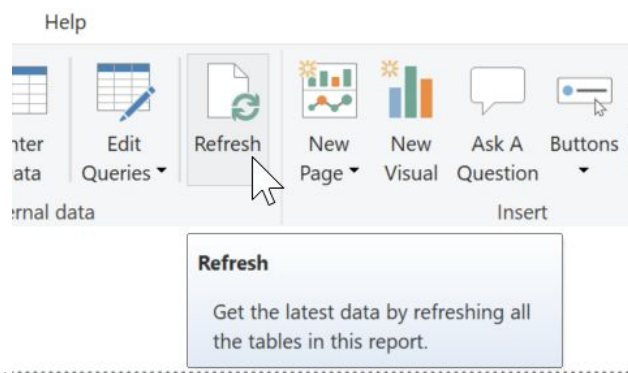 Help
nter
ata
Edit
Queries
Refresh
New
Page
New
Visual
Ask A
Question
Buttons
ernal data
Insert
Refresh
Get the latest data by refreshing all
the tables in this report.